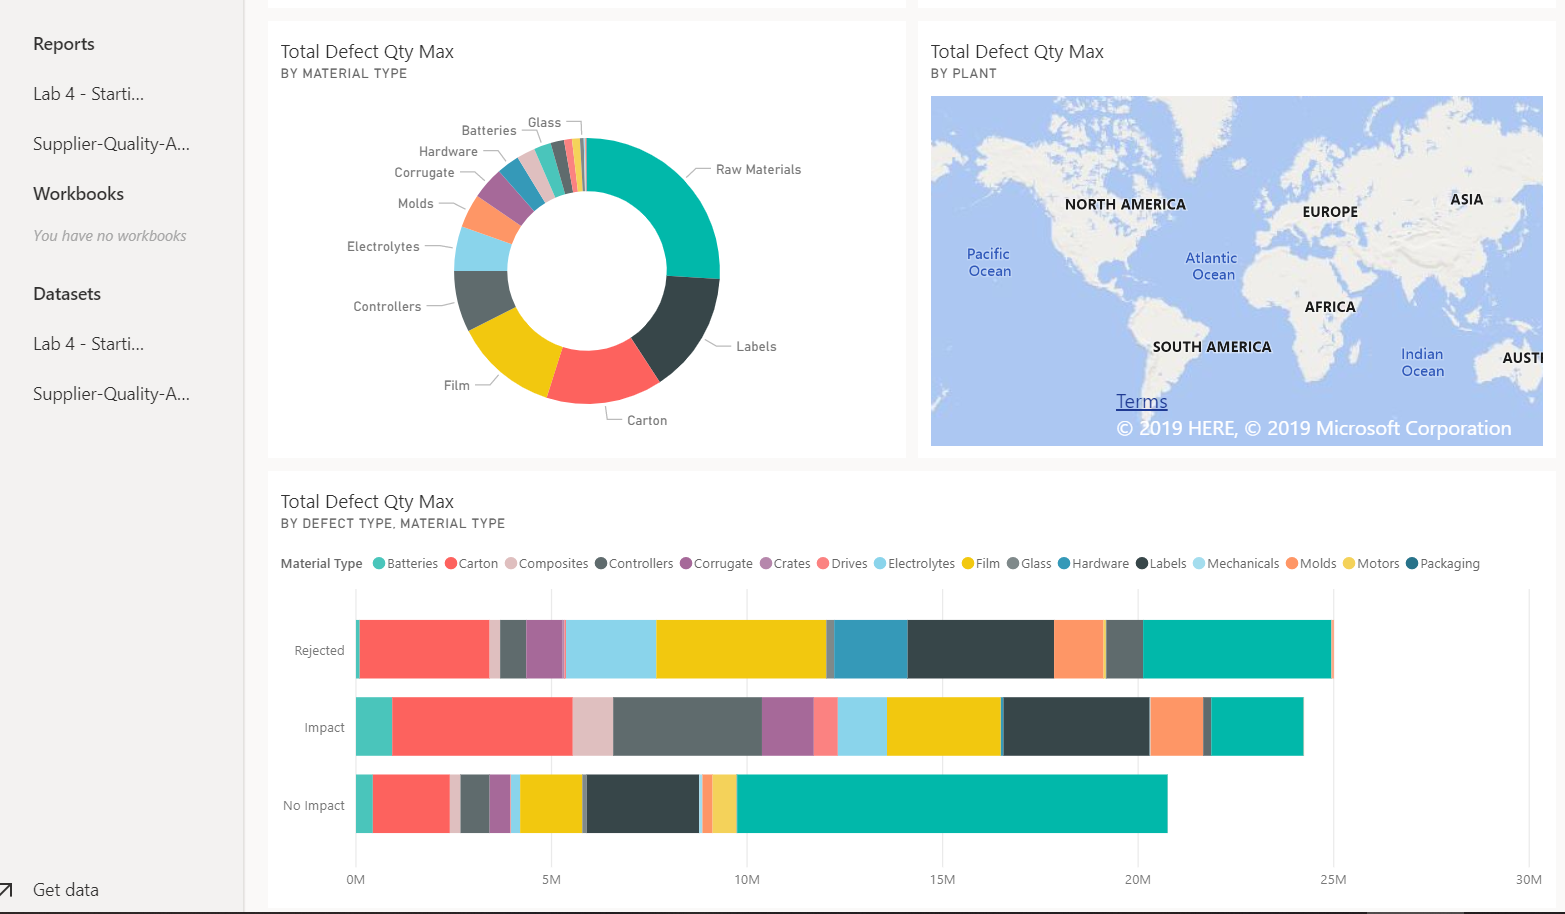 Reports
Lab 4 - Starti...
Supplier-Quality-A...
Workbooks
You have no workbooks
Datasets
Lab 4 - Starti...
Supplier-Quality-A...
Get data
Total Defect Qty Max
BY MATERIAL TYPE
Glass
Batteries
Hardware
Corrugate
Molds
Electrolytes
Controllers
Film
Carton
Labels
Raw Materials
Total Defect Qty Max
BY PLANT
NORTH AMERICA
EUROPE
ASIA
Pacific
Ocean
Atlantic
Ocean
AFRICA
SOUTH AMERICA
Indian
Ocean
AUSTI
Terms
© 2019 HERE, © 2019 Microsoft Corporation
Total Defect Qty Max
BY DEFECT TYPE, MATERIAL TYPE
Material Type Batteries Carton Composites Controllers Corrugate Crates Drives Electrolytes Film Glass Hardware Labels Mechanicals Molds Motors Packaging
Rejected
Impact
No Impact
0M 5M 10M 15M 20M 25M 30M